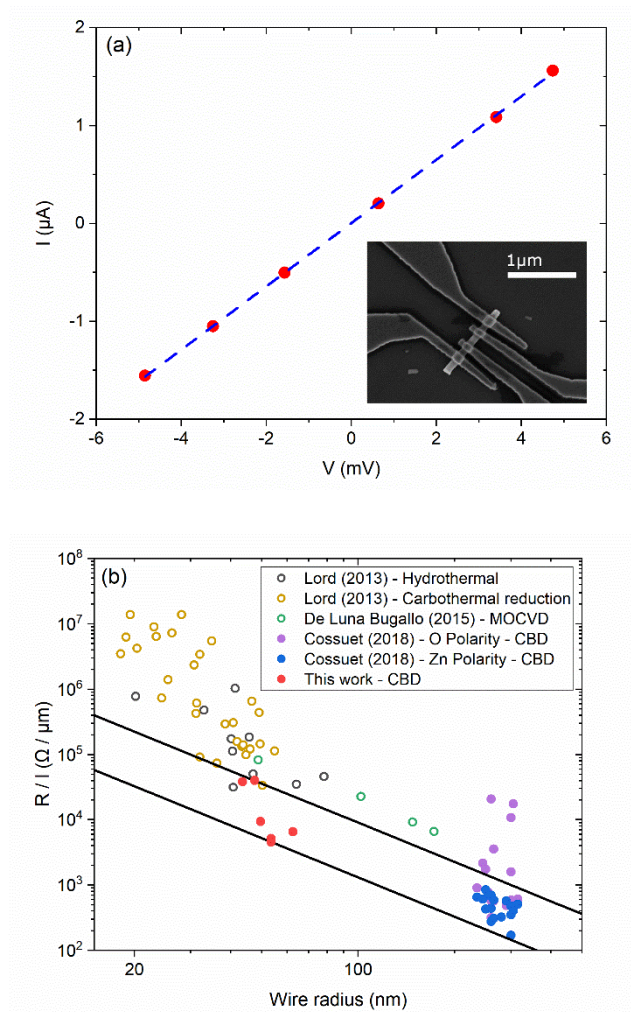 (a)
2
1
0
-1
-2
I (µA)
1µm
-6
-4
-2
0
2
4
6
V (mV)
(b)
10⁸
10⁷
10⁶
10⁵
10⁴
10³
10²
R / l (Ω / µm)
Lord (2013) - Hydrothermal
Lord (2013) - Carbothermal reduction
De Luna Bugallo (2015) - MOCVD
Cossuet (2018) - O Polarity - CBD
Cossuet (2018) - Zn Polarity - CBD
This work - CBD
20
100
Wire radius (nm)